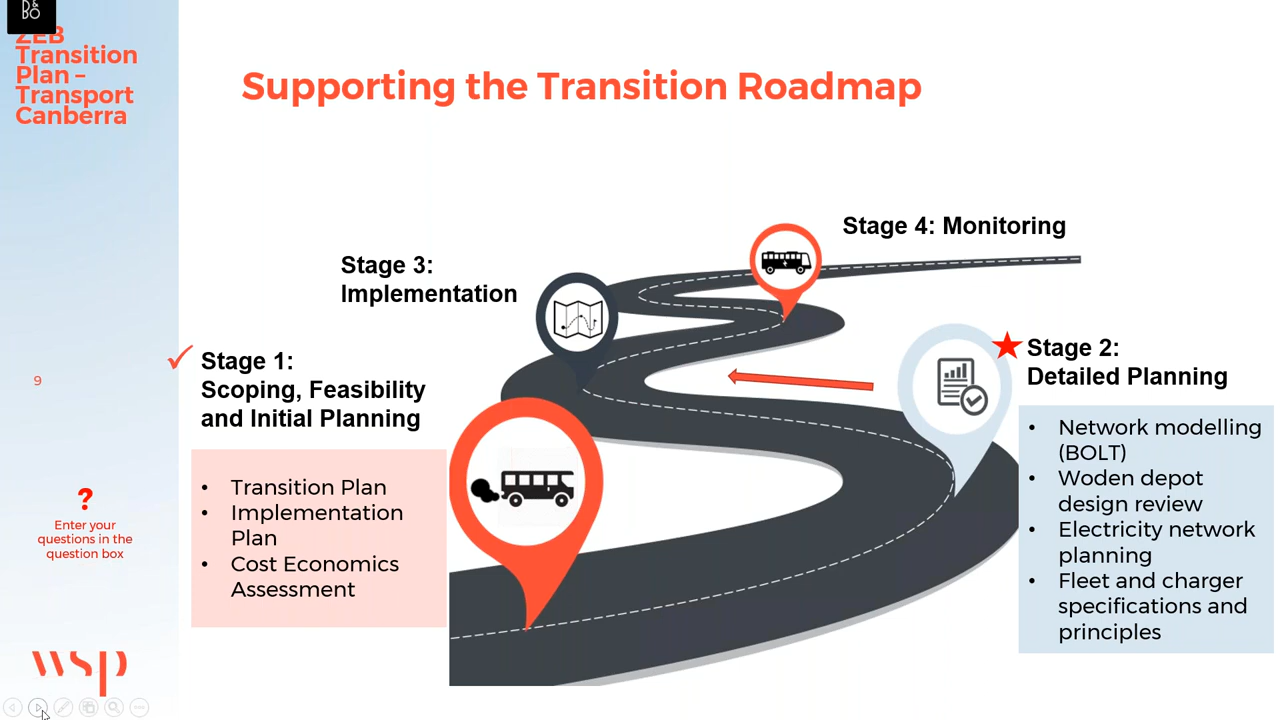 D&
BO
ZEB
Transition
Plan –
Transport
Canberra
Supporting the Transition Roadmap
Stage 4: Monitoring
Stage 3:
Implementation
Stage 1:
Scoping, Feasibility
and Initial Planning
• Transition Plan
• Implementation
Plan
• Cost Economics
Assessment
Stage 2:
Detailed Planning
• Network modelling
(BOLT)
• Woden depot
design review
• Electricity network
planning
• Fleet and charger
specifications and
principles
9
?
Enter your
questions in the
question box
wsp